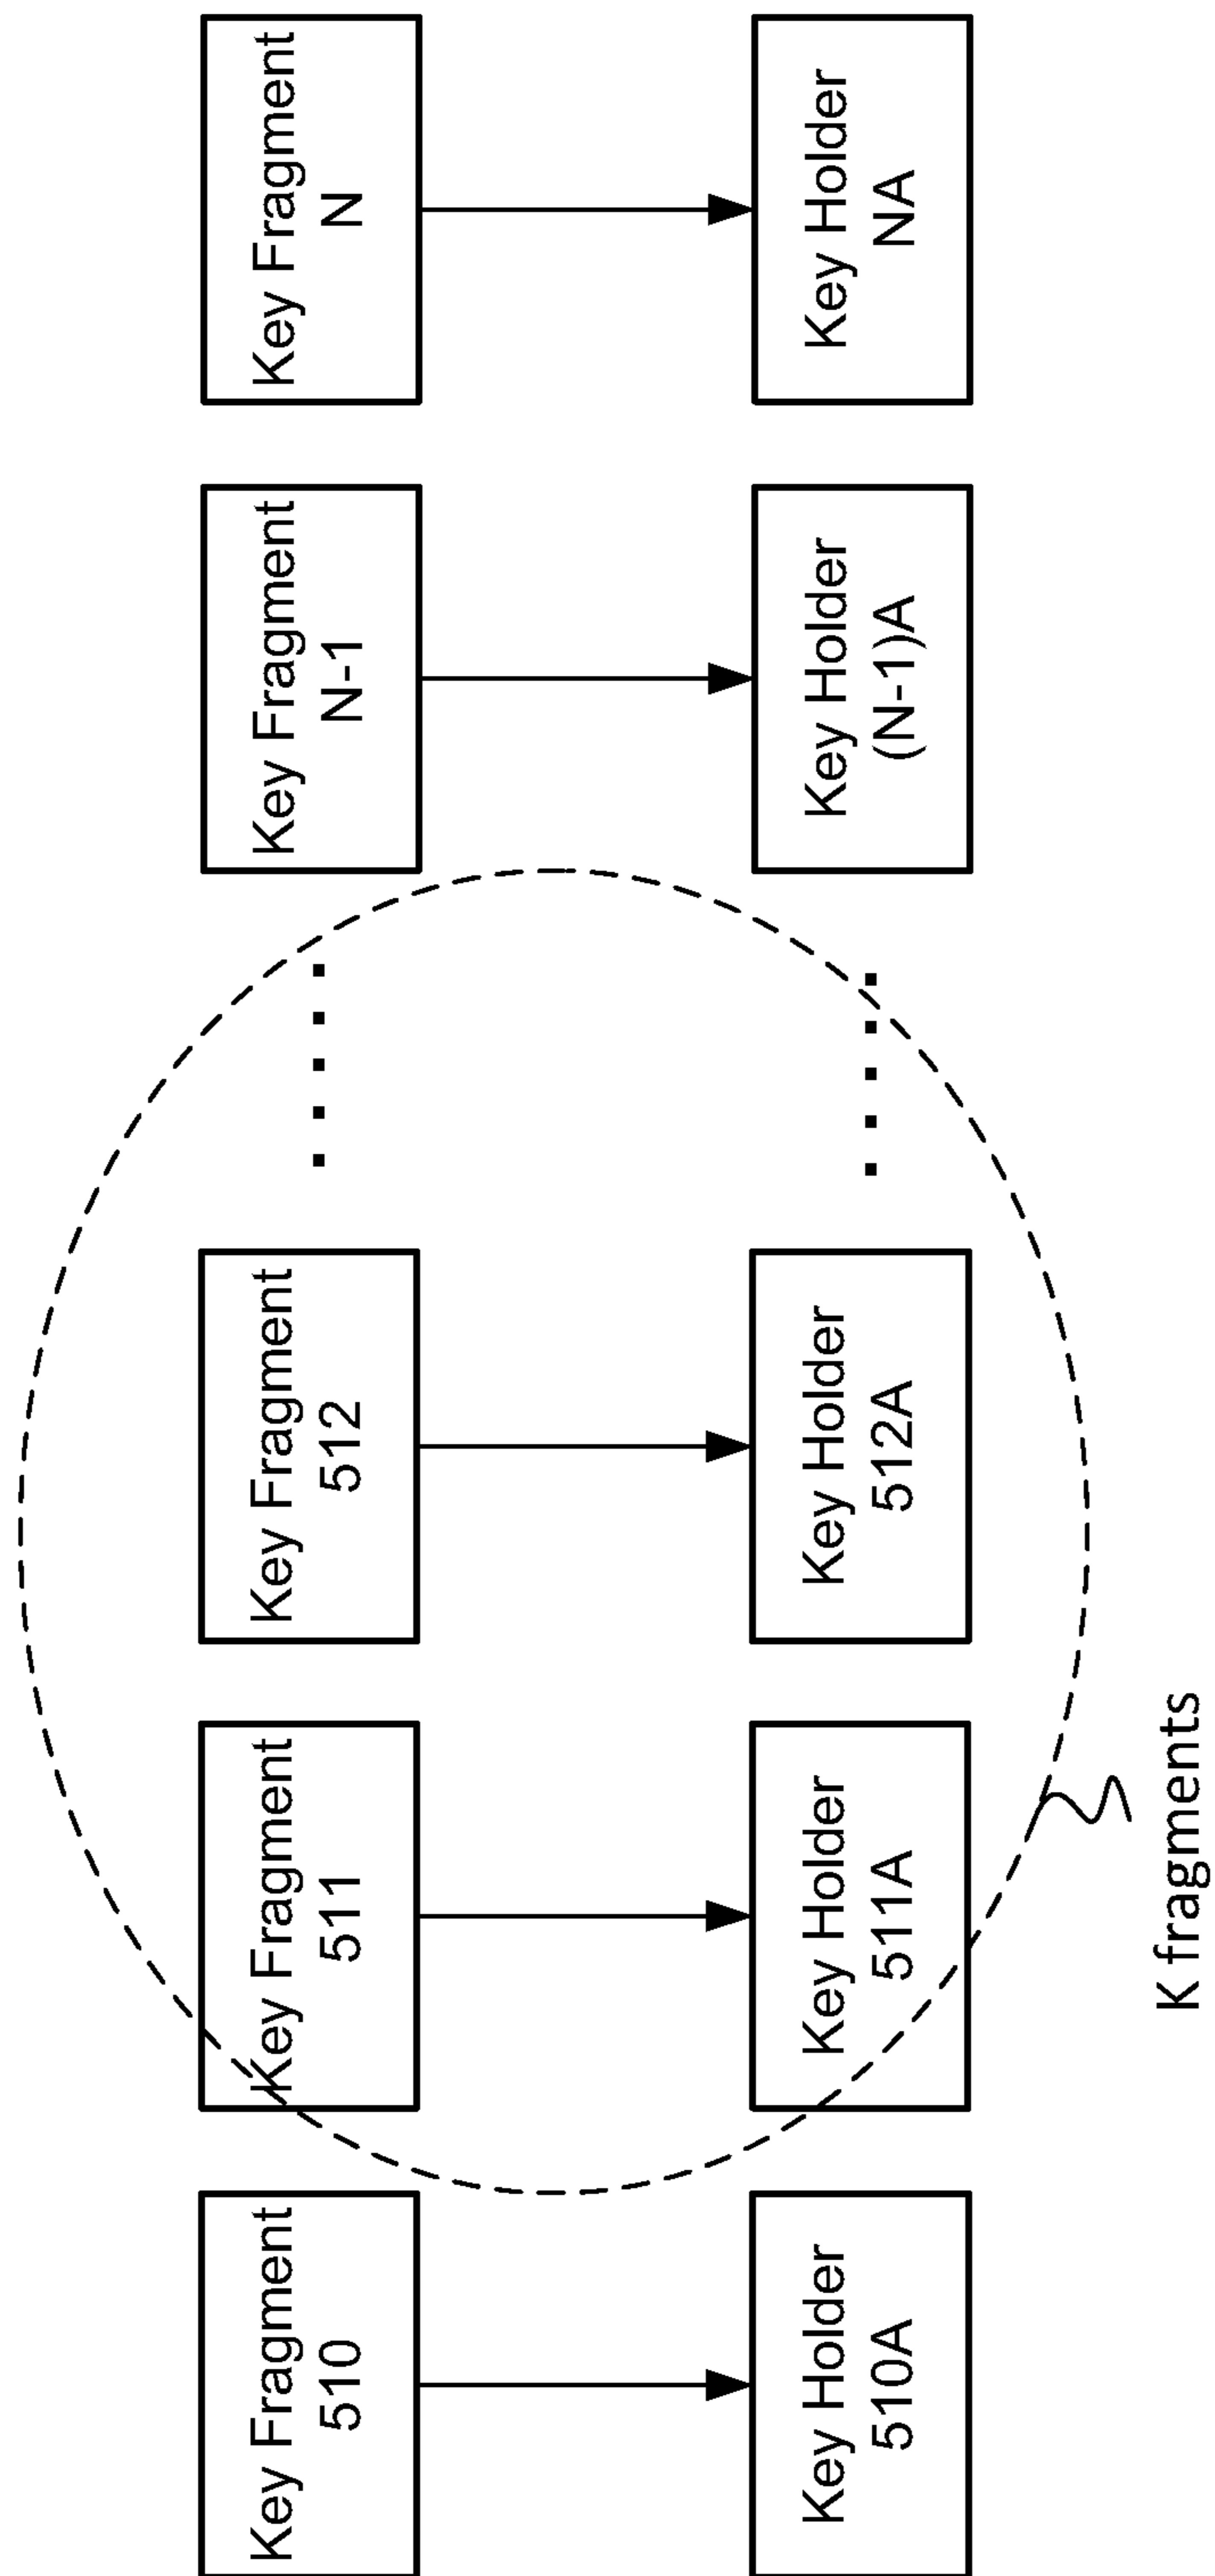 Key Fragment
510
Key Fragment
511
Key Fragment
512
. . . . .
Key Fragment
N-1
Key Fragment
N
Key Holder
510A
Key Holder
511A
Key Holder
512A
. . . . .
Key Holder
(N-1)A
Key Holder
NA
K fragments